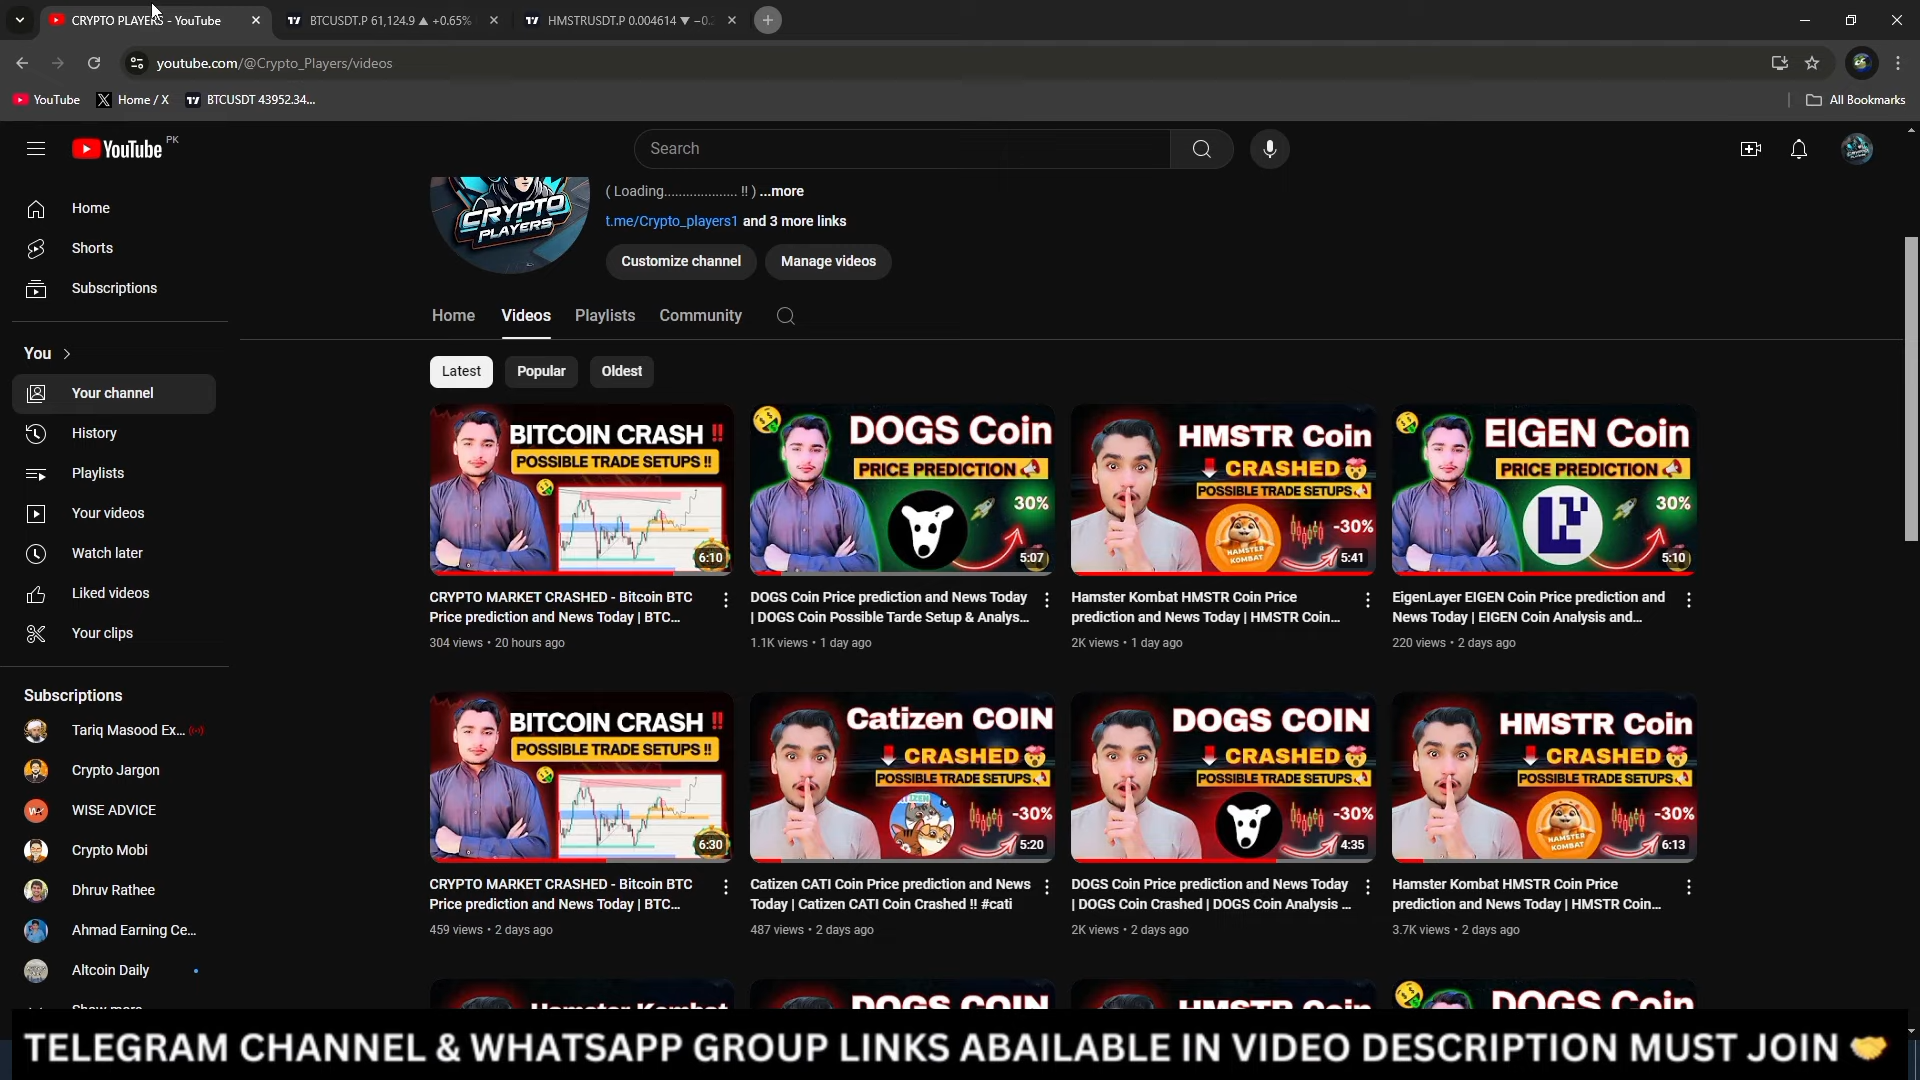 CRYPTO PLAYERS - YouTube
BTCUSDT.P 61,124.9 ▲ +0.65%
HMSTRUSDT.P 0.004614 ▼ −0.
youtube.com/@Crypto_Players/videos
YouTube
Home / X
BTCUSDT 43952.34...
All Bookmarks
YouTube PK
Search
( Loading.................... !! ) ...more
CRYPTO
PLAYERS
t.me/Crypto_players1 and 3 more links
Customize channel
Manage videos
Home
Shorts
Subscriptions
You
Your channel
History
Playlists
Your videos
Watch later
Liked videos
Your clips
Subscriptions
Tariq Masood Ex...
Crypto Jargon
WISE ADVICE
Crypto Mobi
Dhruv Rathee
Ahmad Earning Ce...
Altcoin Daily
Show more
Home
Videos
Playlists
Community
Latest
Popular
Oldest
BITCOIN CRASH !!
POSSIBLE TRADE SETUPS !!
6:10
CRYPTO MARKET CRASHED - Bitcoin BTC
Price prediction and News Today | BTC...
304 views • 20 hours ago
DOGS Coin
PRICE PREDICTION
30%
5:07
DOGS Coin Price prediction and News Today
| DOGS Coin Possible Tarde Setup & Analys...
1.1K views • 1 day ago
HMSTR Coin
CRASHED
POSSIBLE TRADE SETUPS
-30%
HAMSTER
KOMBAT
5:41
Hamster Kombat HMSTR Coin Price
prediction and News Today | HMSTR Coin...
2K views • 1 day ago
EIGEN Coin
PRICE PREDICTION
30%
5:10
EigenLayer EIGEN Coin Price prediction and
News Today | EIGEN Coin Analysis and...
220 views • 2 days ago
BITCOIN CRASH !!
POSSIBLE TRADE SETUPS !!
6:30
CRYPTO MARKET CRASHED - Bitcoin BTC
Price prediction and News Today | BTC...
459 views • 2 days ago
Catizen COIN
CRASHED
POSSIBLE TRADE SETUPS
-30%
5:20
Catizen CATI Coin Price prediction and News
Today | Catizen CATI Coin Crashed !! #cati
487 views • 2 days ago
DOGS COIN
CRASHED
POSSIBLE TRADE SETUPS
-30%
4:35
DOGS Coin Price prediction and News Today
| DOGS Coin Crashed | DOGS Coin Analysis ...
2K views • 2 days ago
HMSTR Coin
CRASHED
POSSIBLE TRADE SETUPS
-30%
HAMSTER
KOMBAT
6:13
Hamster Kombat HMSTR Coin Price
prediction and News Today | HMSTR Coin...
3.7K views • 2 days ago
Hamster Kombat
DOGS COIN
HMSTR Coin
DOGS Coin
TELEGRAM CHANNEL & WHATSAPP GROUP LINKS ABAILABLE IN VIDEO DESCRIPTION MUST JOIN